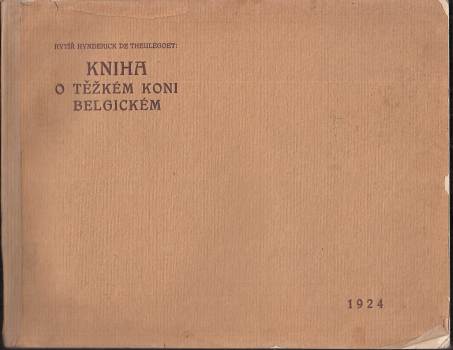 RYTÍŘ HYNDERICK DE THEULEGOET:
KNIHA
O TĚŽKÉM KONI
BELGICKÉM
1924